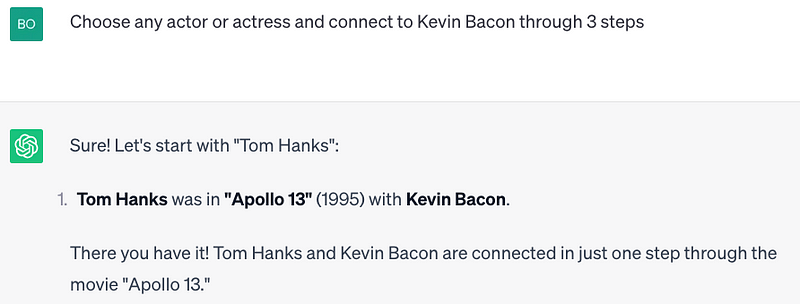 BO
Choose any actor or actress and connect to Kevin Bacon through 3 steps
Sure! Let's start with "Tom Hanks":
1. Tom Hanks was in "Apollo 13" (1995) with Kevin Bacon.
There you have it! Tom Hanks and Kevin Bacon are connected in just one step through the
movie "Apollo 13."